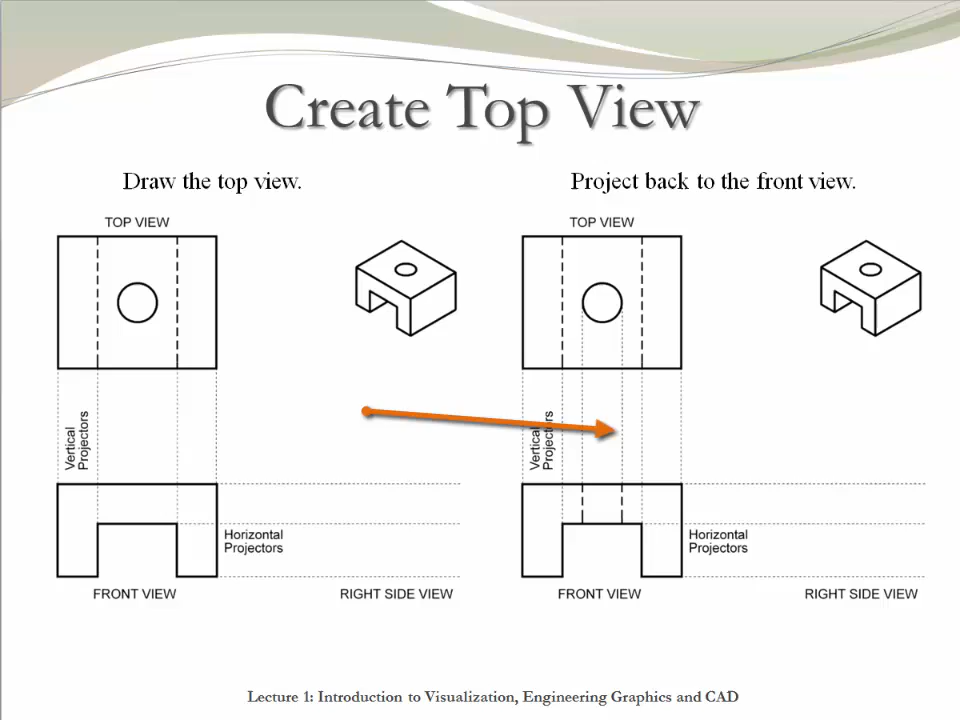 Create Top View
Draw the top view.
Project back to the front view.
TOP VIEW
TOP VIEW
Vertical
Projectors
Vertical
Projectors
Horizontal
Projectors
Horizontal
Projectors
FRONT VIEW
RIGHT SIDE VIEW
FRONT VIEW
RIGHT SIDE VIEW
Lecture 1: Introduction to Visualization, Engineering Graphics and CAD